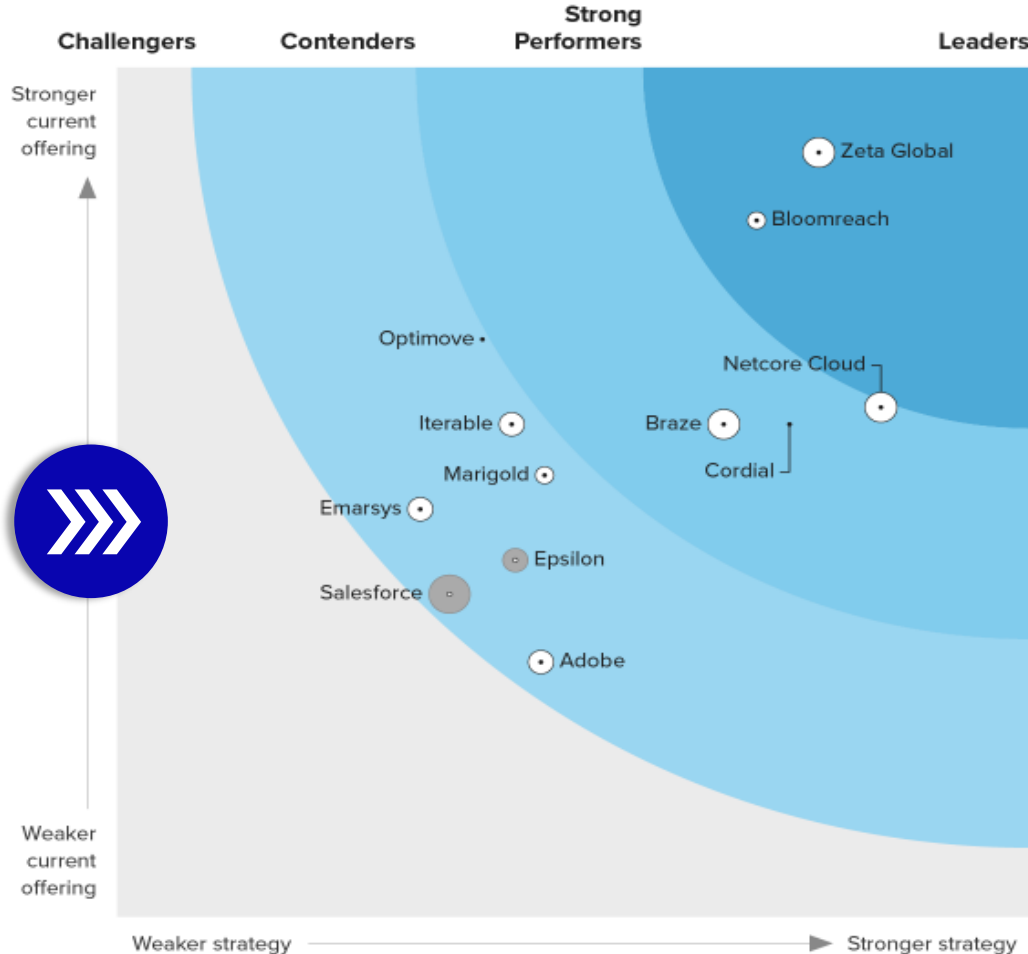 Strong
Challengers Contenders Performers Leaders
Stronger
current
offering
Zeta Global
Bloomreach
Optimove
Netcore Cloud
Iterable
Braze
Cordial
Marigold
Emarsys
Epsilon
Salesforce
Adobe
Weaker
current
offering
Weaker strategy
Stronger strategy